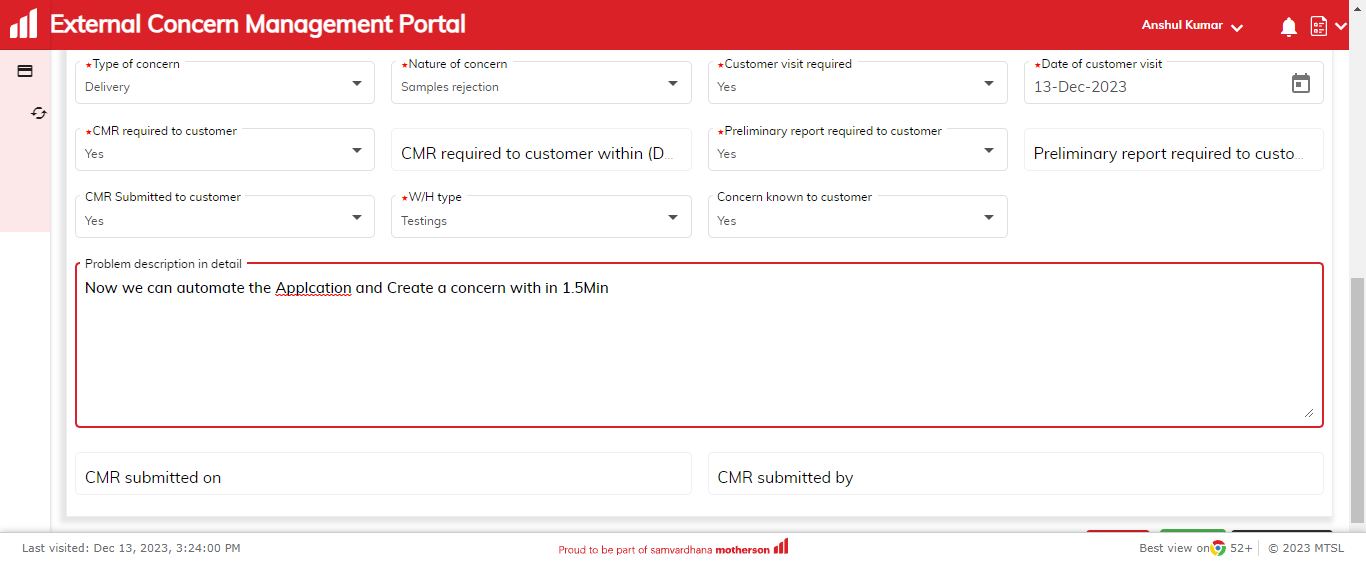 External Concern Management Portal
Anshul Kumar
*Type of concern
Delivery
*Nature of concern
Samples rejection
*Customer visit required
Yes
*Date of customer visit
13-Dec-2023
*CMR required to customer
Yes
CMR required to customer within (D...
*Preliminary report required to customer
Yes
Preliminary report required to custo...
CMR Submitted to customer
Yes
*W/H type
Testings
Concern known to customer
Yes
Problem description in detail
Now we can automate the Applcation and Create a concern with in 1.5Min
CMR submitted on
CMR submitted by
Last visited: Dec 13, 2023, 3:24:00 PM
Proud to be part of samvardhana motherson
Best view on 52+
© 2023 MTSL